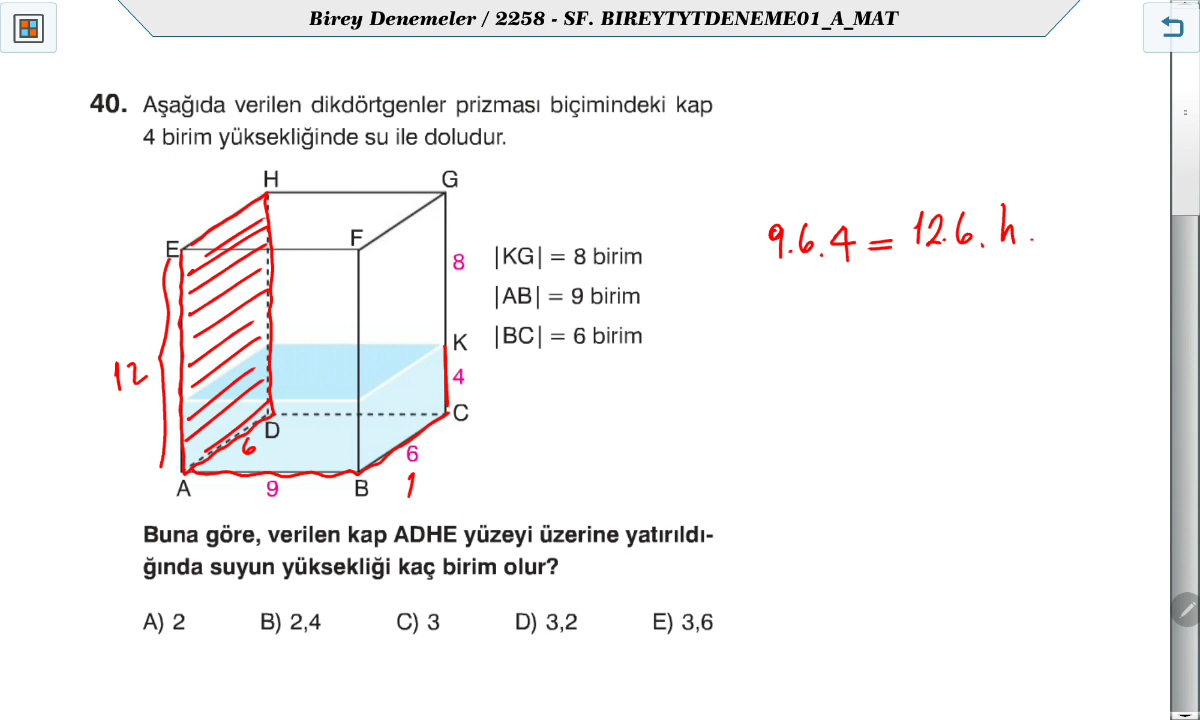 Birey Denemeler / 2258 - SF. BIREYTYTDENEME01_A_MAT
40. Aşağıda verilen dikdörtgenler prizması biçimindeki kap
4 birim yüksekliğinde su ile doludur.
H
G
E
F
8
|KG| = 8 birim
|AB| = 9 birim
K
|BC| = 6 birim
12
4
C
D
6
6
A
9
B
1
9.6.4 = 12.6.h.
Buna göre, verilen kap ADHE yüzeyi üzerine yatırıldı-
ğında suyun yüksekliği kaç birim olur?
A) 2 B) 2,4 C) 3 D) 3,2 E) 3,6